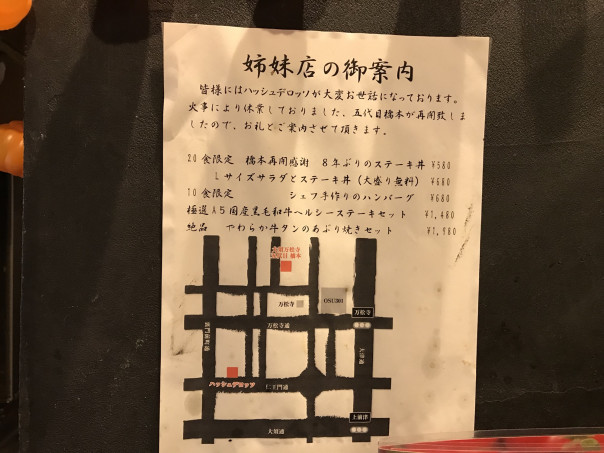 姉妹店の御案内
皆様にはハッシュデロッソが大変お世話になっております。
火事により休業しておりました、五代目橋本が再開致しま
したので、お礼とご案内させて頂きます。
20食限定 橋本再開感謝 8年ぶりのステーキ丼 ¥580
Lサイズサラダとステーキ丼(大盛り無料) ¥680
10食限定 シェフ手作りのハンバーグ ¥680
極選A5国産黒毛和牛ヘルシーステーキセット ¥1,480
絶品 やわらか牛タンのあぶり焼きセット ¥1,980
万松寺
OSU301
万松寺
万松寺通
裏門前町通
大津通
ハッシュデロッソ
仁王門通
上前津
大須通